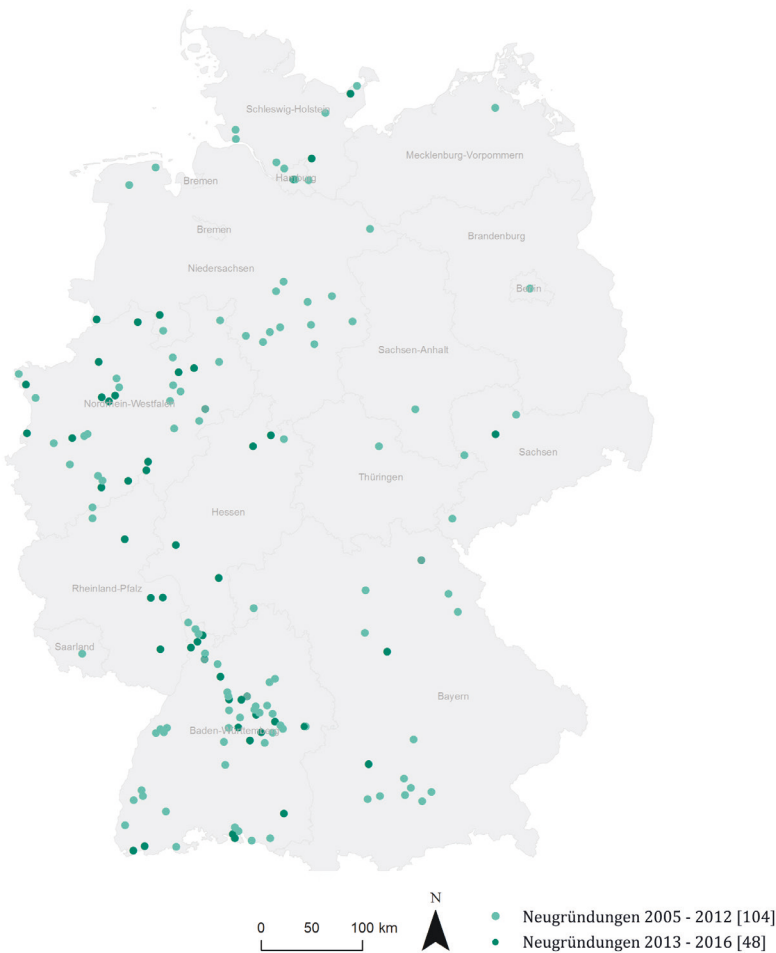 Schleswig-Holstein
Mecklenburg-Vorpommern
Hamburg
Bremen
Bremen
Brandenburg
Niedersachsen
Berlin
Sachsen-Anhalt
Nordrhein-Westfalen
Sachsen
Thüringen
Hessen
Rheinland-Pfalz
Saarland
Bayern
Baden-Württemberg
N
0 50 100 km
Neugründungen 2005 - 2012 [104]
Neugründungen 2013 - 2016 [48]